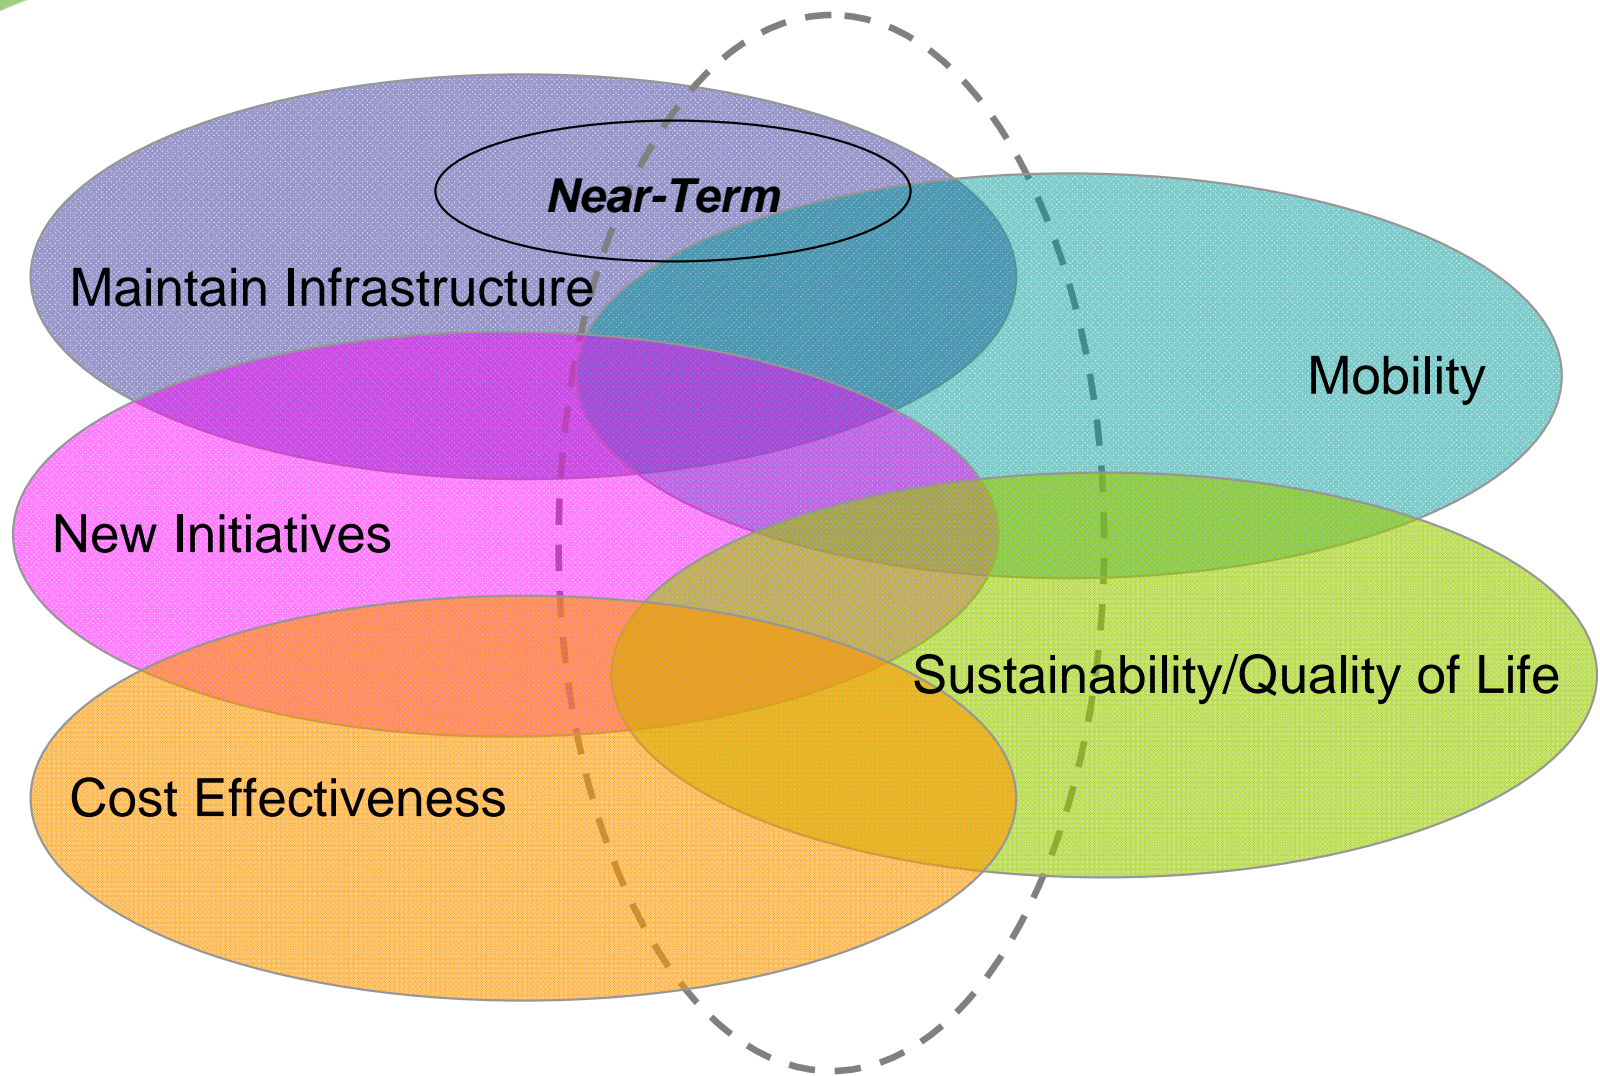 Near-Term
Maintain Infrastructure
Mobility
New Initiatives
Sustainability/Quality of Life
Cost Effectiveness